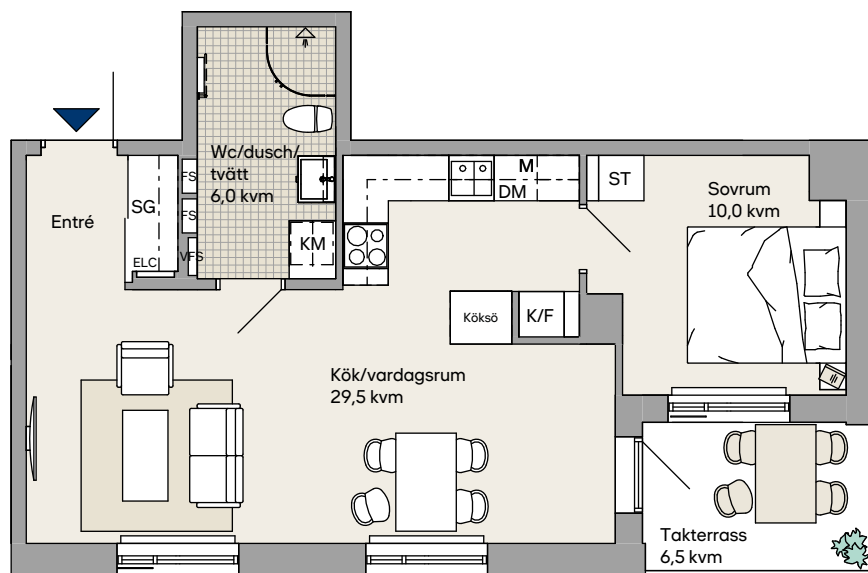 Wc/dusch/
tvätt
6,0 kvm
FS
FS
VFS
SG
ELC
KM
Entré
M
DM
ST
Sovrum
10,0 kvm
Köksö
K/F
Kök/vardagsrum
29,5 kvm
Takterrass
6,5 kvm